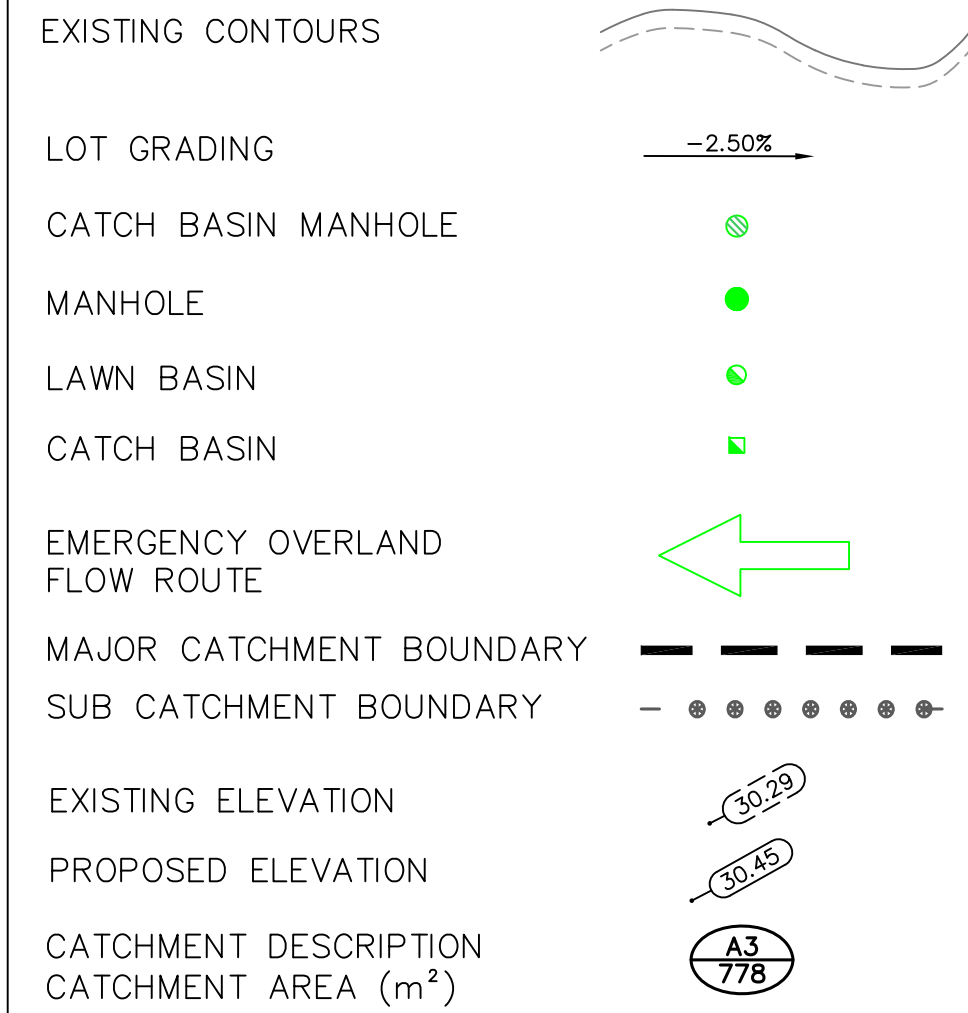 EXISTING CONTOURS
LOT GRADING
-2.50%
CATCH BASIN MANHOLE
MANHOLE
LAWN BASIN
CATCH BASIN
EMERGENCY OVERLAND
FLOW ROUTE
MAJOR CATCHMENT BOUNDARY
SUB CATCHMENT BOUNDARY
EXISTING ELEVATION
30.29
PROPOSED ELEVATION
30.45
CATCHMENT DESCRIPTION
A3
CATCHMENT AREA (m²)
778